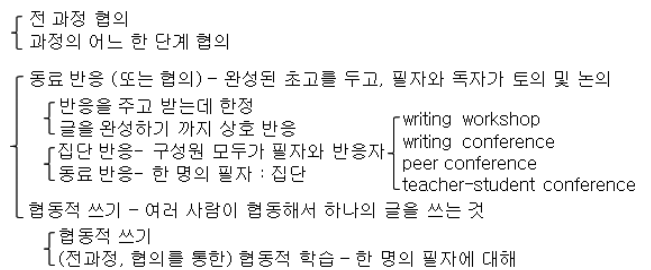 전 과정 협의
과정의 어느 한 단계 협의
동료 반응 (또는 협의) – 완성된 초고를 두고, 필자와 독자가 토의 및 논의
반응을 주고 받는데 한정
글을 완성하기 까지 상호 반응
집단 반응- 구성원 모두가 필자와 반응자
동료 반응- 한 명의 필자 : 집단
writing workshop
writing conference
peer conference
teacher-student conference
협동적 쓰기 – 여러 사람이 협동해서 하나의 글을 쓰는 것
협동적 쓰기
(전과정, 협의를 통한) 협동적 학습 – 한 명의 필자에 대해